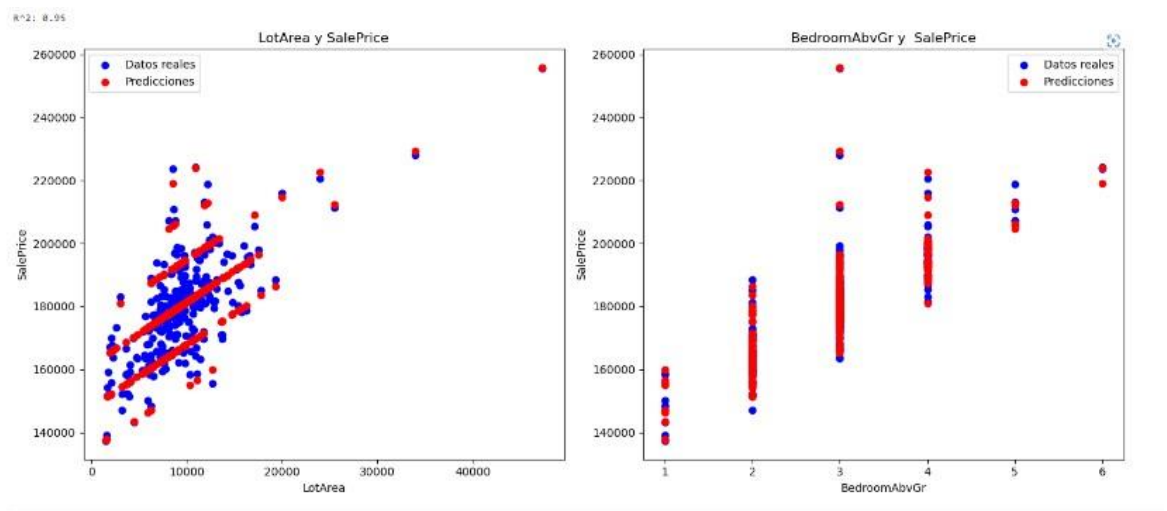 R^2: 0.95
LotArea y SalePrice
260000
240000
220000
200000
180000
160000
140000
SalePrice
Datos reales
Predicciones
0 10000 20000 30000 40000
LotArea
BedroomAbvGr y SalePrice
260000
240000
220000
200000
180000
160000
140000
SalePrice
Datos reales
Predicciones
1 2 3 4 5 6
BedroomAbvGr